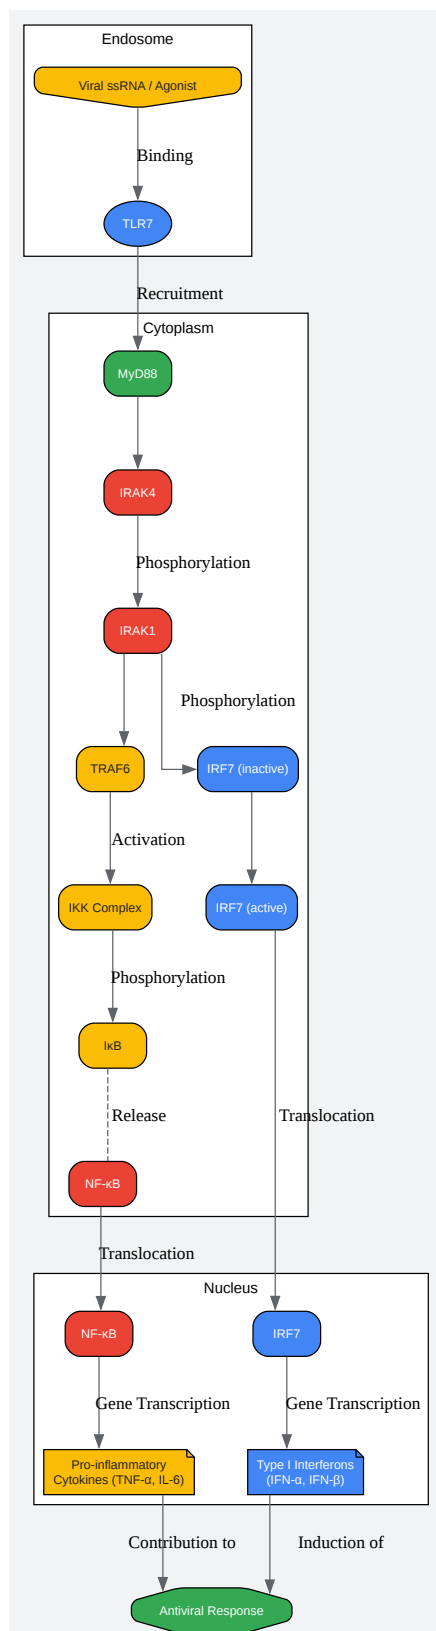 Endosome
Viral ssRNA / Agonist
Binding
TLR7
Recruitment
Cytoplasm
MyD88
IRAK4
Phosphorylation
IRAK1
Phosphorylation
TRAF6
IRF7 (inactive)
Activation
IKK Complex
IRF7 (active)
Phosphorylation
IκB
Release
Translocation
NF-κB
Translocation
Nucleus
NF-κB
IRF7
Gene Transcription
Gene Transcription
Pro-inflammatory
Cytokines (TNF-α, IL-6)
Type I Interferons
(IFN-α, IFN-β)
Contribution to
Induction of
Antiviral Response